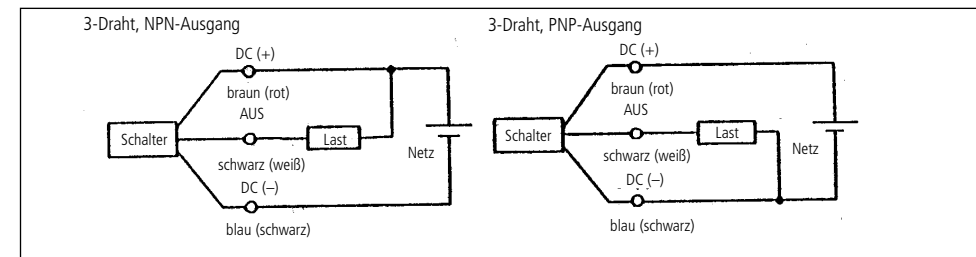 3-Draht, NPN-Ausgang
DC (+)
braun (rot)
AUS
Schalter
Last
schwarz (weiß)
Netz
DC (–)
blau (schwarz)
3-Draht, PNP-Ausgang
DC (+)
braun (rot)
AUS
Schalter
Last
schwarz (weiß)
Netz
DC (–)
blau (schwarz)